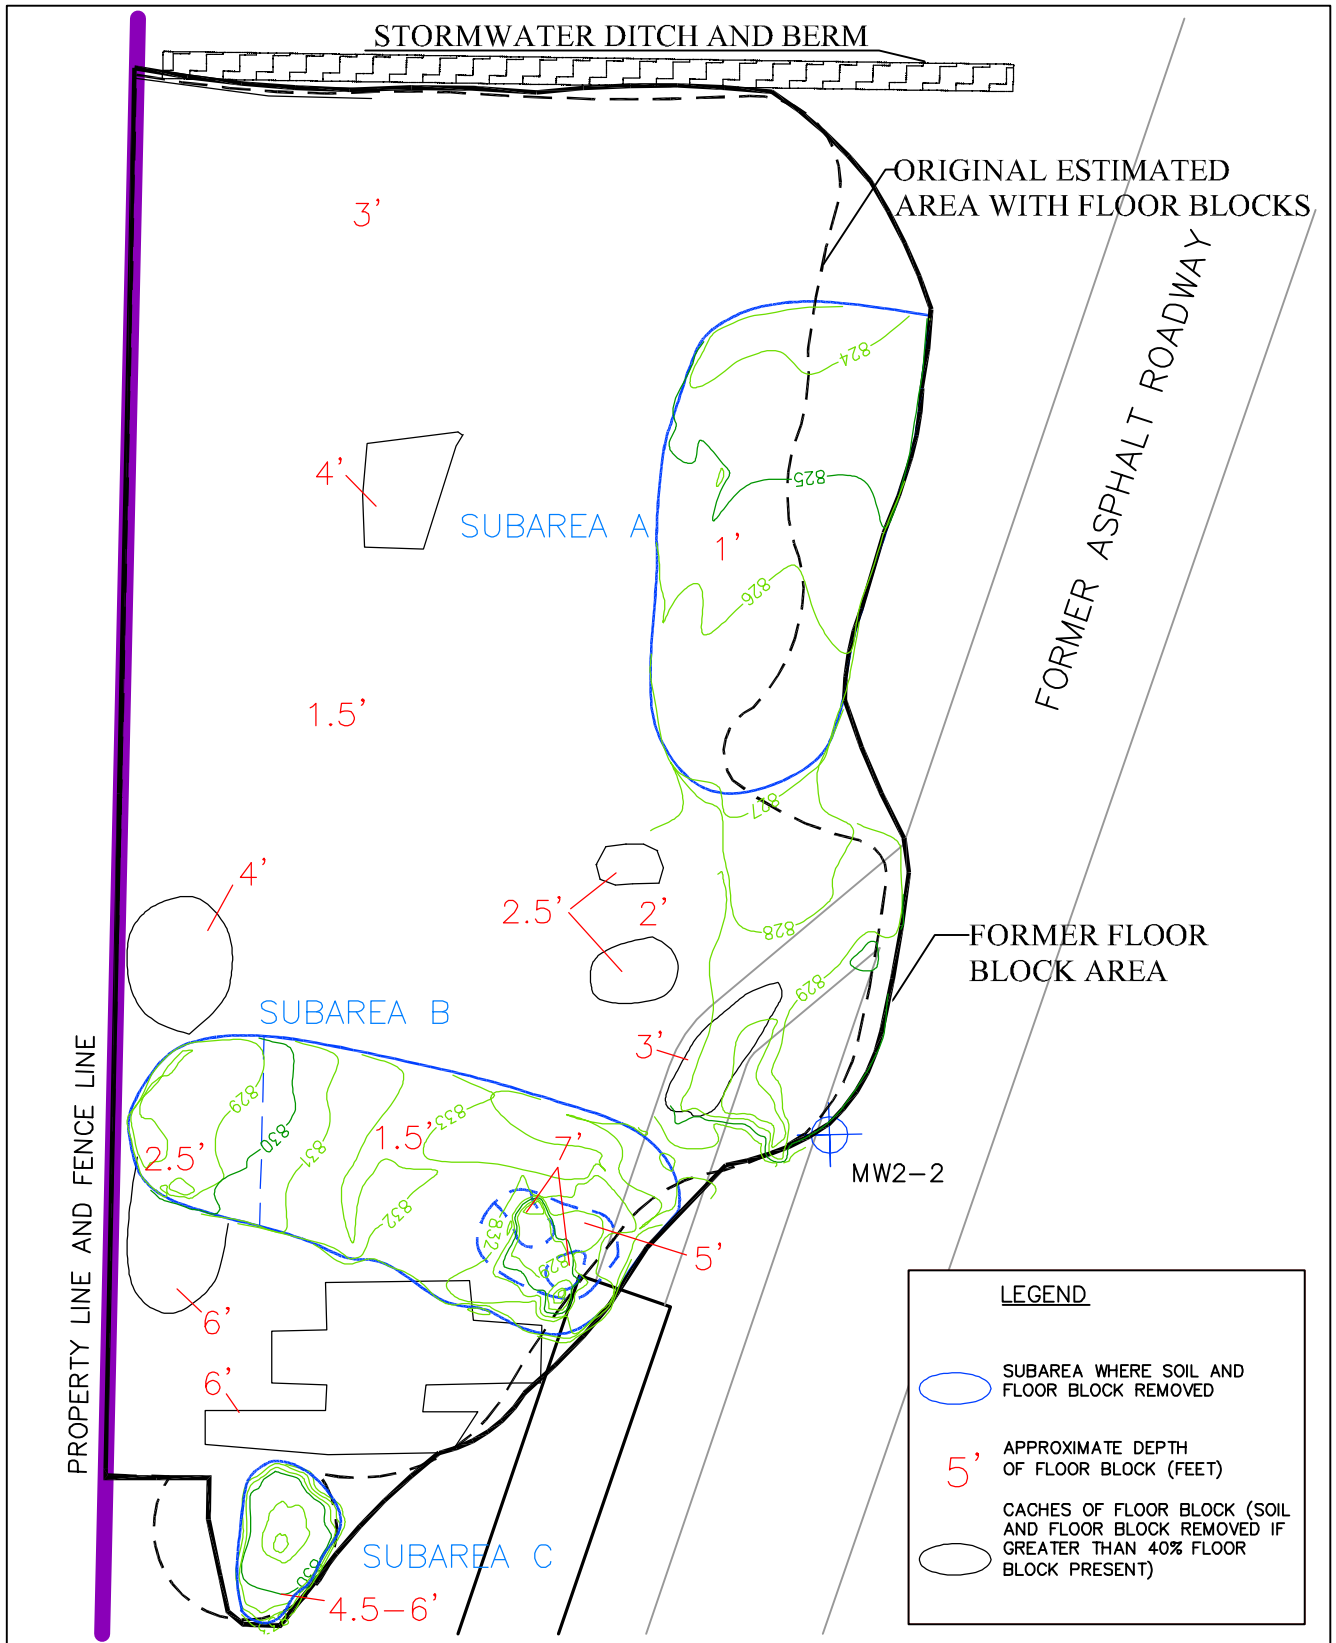 STORMWATER DITCH AND BERM
ORIGINAL ESTIMATED
AREA WITH FLOOR BLOCKS
3'
824
FORMER ASPHALT ROADWAY
4'
825
SUBAREA A
1'
826
1.5'
827
4'
2.5'
2'
828
FORMER FLOOR
BLOCK AREA
829
SUBAREA B
3'
PROPERTY LINE AND FENCE LINE
829
830
831
1.5'
833
7'
2.5'
MW2-2
832
832
829
5'
6'
6'
SUBAREA C
830
4.5-6'
LEGEND
SUBAREA WHERE SOIL AND
FLOOR BLOCK REMOVED
5'
APPROXIMATE DEPTH
OF FLOOR BLOCK (FEET)
CACHES OF FLOOR BLOCK (SOIL
AND FLOOR BLOCK REMOVED IF
GREATER THAN 40% FLOOR
BLOCK PRESENT)